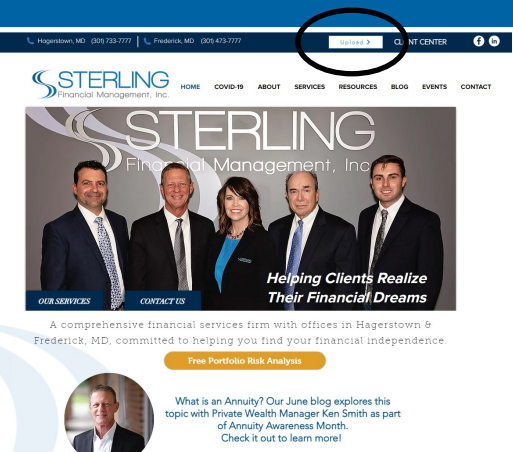 Hagerstown, MD (301) 733-7777 | Frederick, MD (301) 473-7777
Upload >
CLIENT CENTER
f in
STERLING
Financial Management, Inc.
HOME COVID-19 ABOUT SERVICES RESOURCES BLOG EVENTS CONTACT
STERLING
Financial Management, Inc
Helping Clients Realize
Their Financial Dreams
OUR SERVICES
CONTACT US
A comprehensive financial services firm with offices in Hagerstown &
Frederick, MD, committed to helping you find your financial independence.
Free Portfolio Risk Analysis
What is an Annuity? Our June blog explores this
topic with Private Wealth Manager Ken Smith as part
of Annuity Awareness Month.
Check it out to learn more!